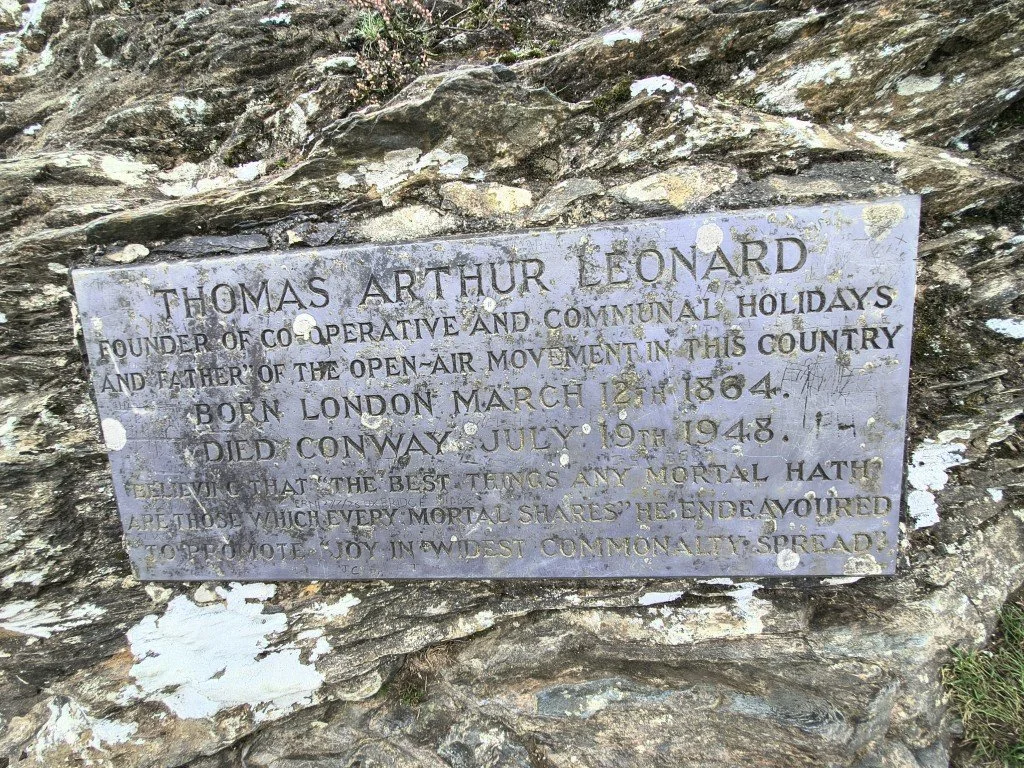 THOMAS ARTHUR LEONARD
FOUNDER OF CO-OPERATIVE AND COMMUNAL HOLIDAYS
AND "FATHER" OF THE OPEN-AIR MOVEMENT IN THIS COUNTRY
BORN LONDON MARCH 12TH 1864.
DIED CONWAY JULY 19TH 1948.
BELIEVING THAT "THE BEST THINGS ANY MORTAL HATH
ARE THOSE WHICH EVERY MORTAL SHARES" HE ENDEAVOURED
TO PROMOTE "JOY IN WIDEST COMMONALTY SPREAD"